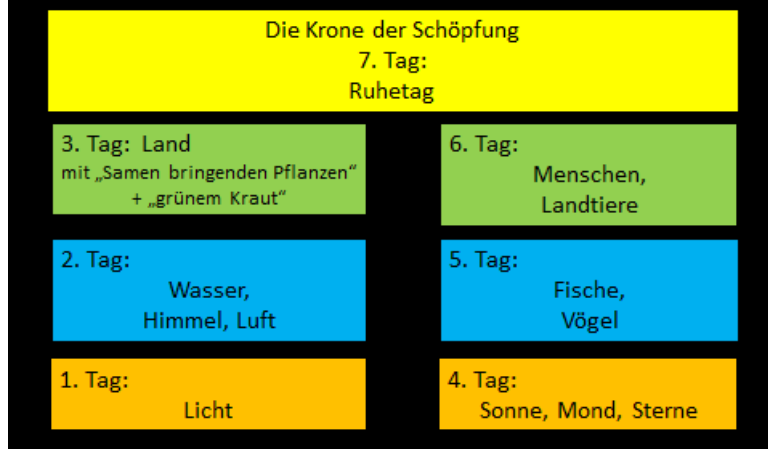 Die Krone der Schöpfung
7. Tag:
Ruhetag
3. Tag: Land
mit „Samen bringenden Pflanzen“
+ „grünem Kraut“
6. Tag:
Menschen,
Landtiere
2. Tag:
Wasser,
Himmel, Luft
5. Tag:
Fische,
Vögel
1. Tag:
Licht
4. Tag:
Sonne, Mond, Sterne